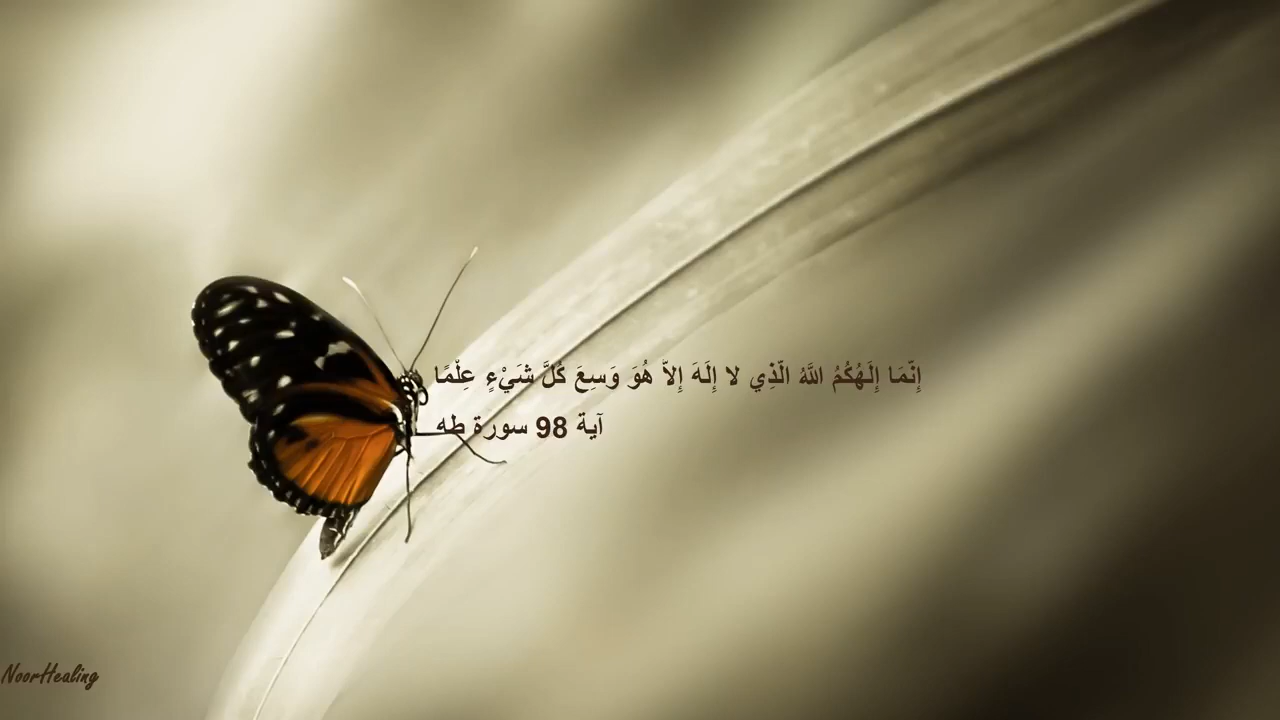 إِنّمَا إِلَهُكُمُ اللَّهُ الّذِي لا إِلَهَ إِلاّ هُوَ وَسِعَ كُلَّ شَيْءٍ عِلْمًا
آية 98 سورة طه
NoorHealing